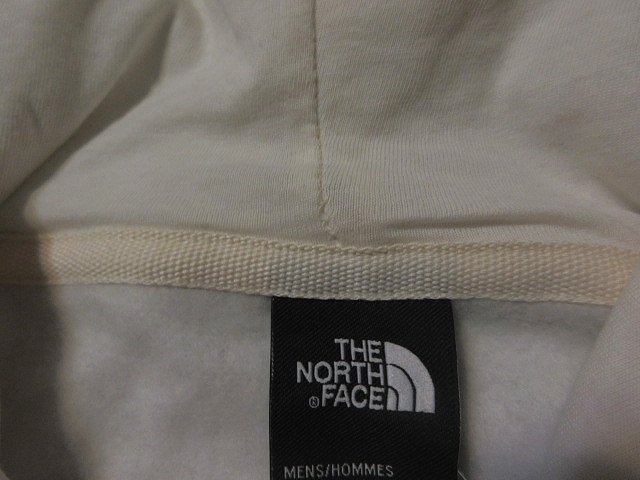 THE
NORTH
® FACE
MENS/HOMMES